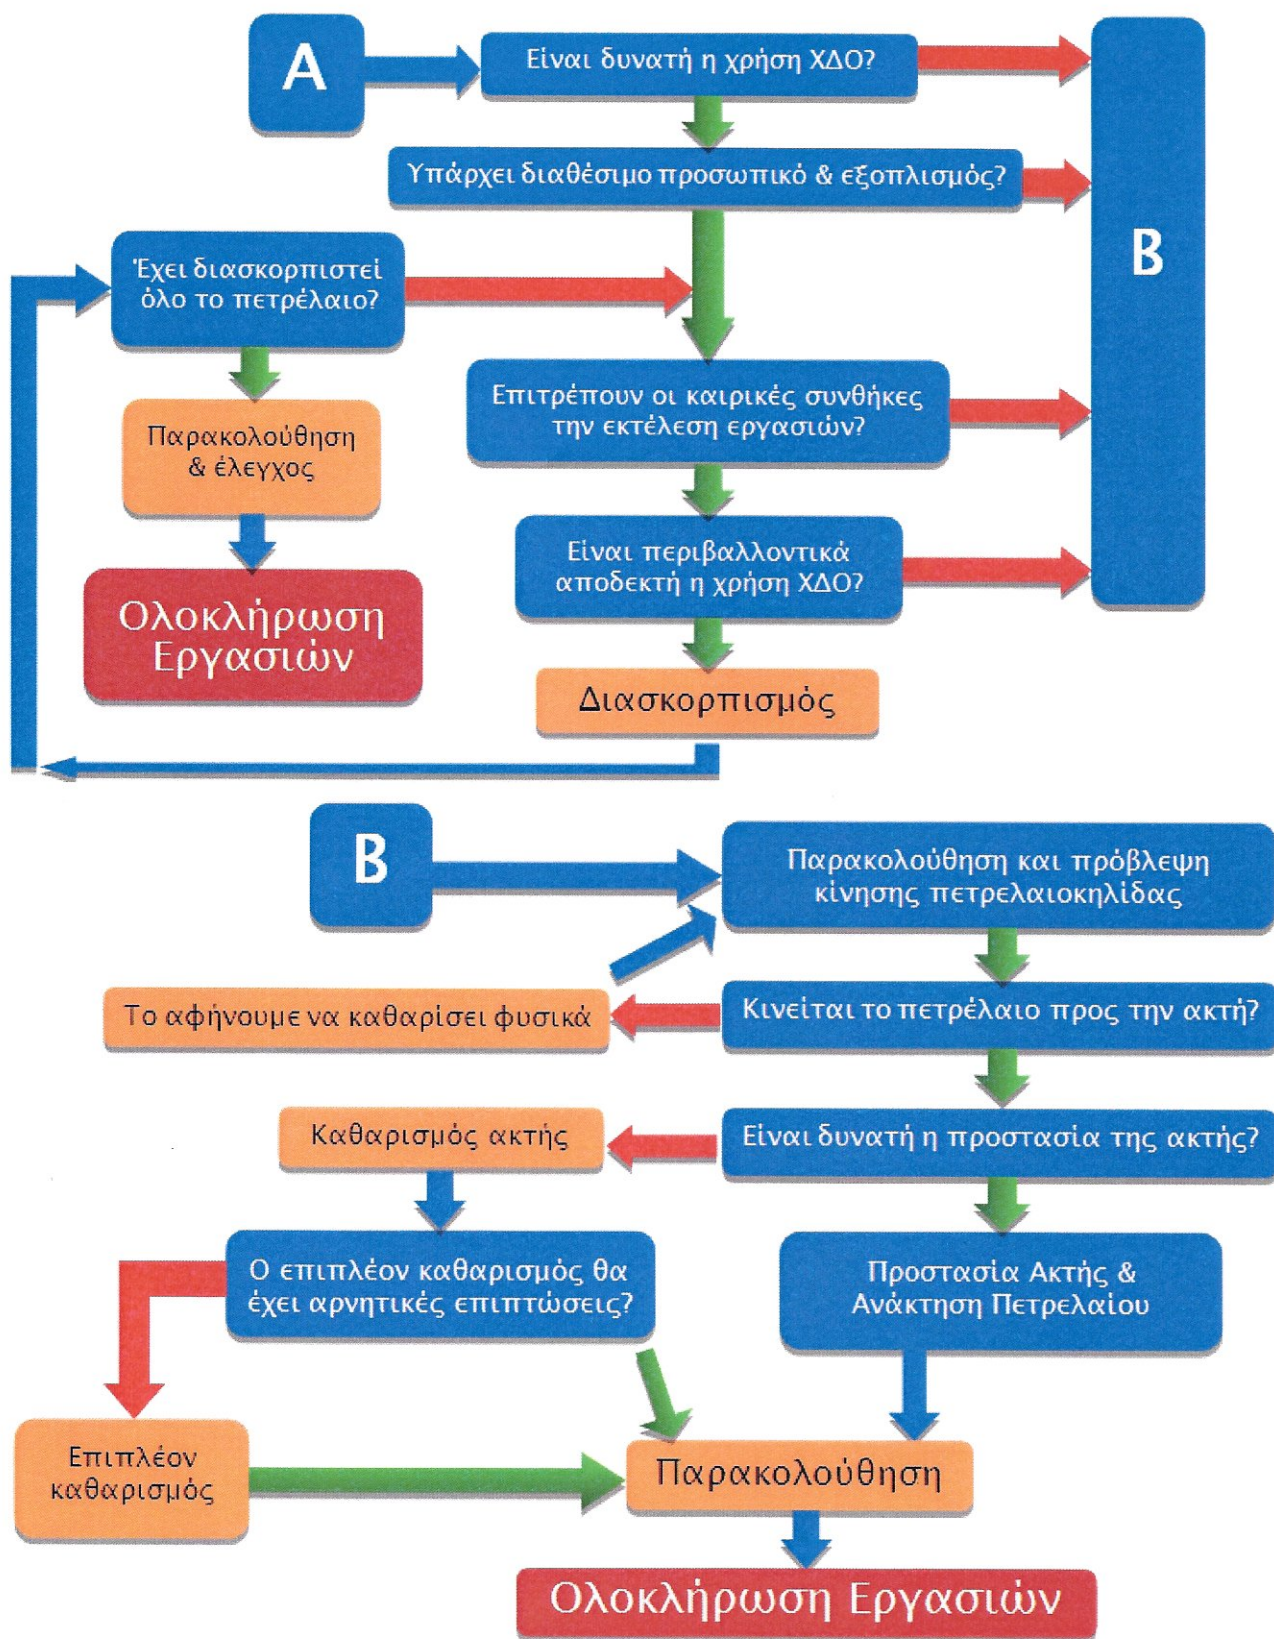 A
Είναι δυνατή η χρήση ΧΔΟ?
Υπάρχει διαθέσιμο προσωπικό & εξοπλισμός?
B
Έχει διασκορπιστεί
όλο το πετρέλαιο?
Επιτρέπουν οι καιρικές συνθήκες
την εκτέλεση εργασιών?
Παρακολούθηση
& έλεγχος
Είναι περιβαλλοντικά
αποδεκτή η χρήση ΧΔΟ?
Ολοκλήρωση
Εργασιών
Διασκορπισμός
B
Παρακολούθηση και πρόβλεψη
κίνησης πετρελαιοκηλίδας
Το αφήνουμε να καθαρίσει φυσικά
Κινείται το πετρέλαιο προς την ακτή?
Καθαρισμός ακτής
Είναι δυνατή η προστασία της ακτής?
Ο επιπλέον καθαρισμός θα
έχει αρνητικές επιπτώσεις?
Προστασία Ακτής &
Ανάκτηση Πετρελαίου
Επιπλέον
καθαρισμός
Παρακολούθηση
Ολοκλήρωση Εργασιών